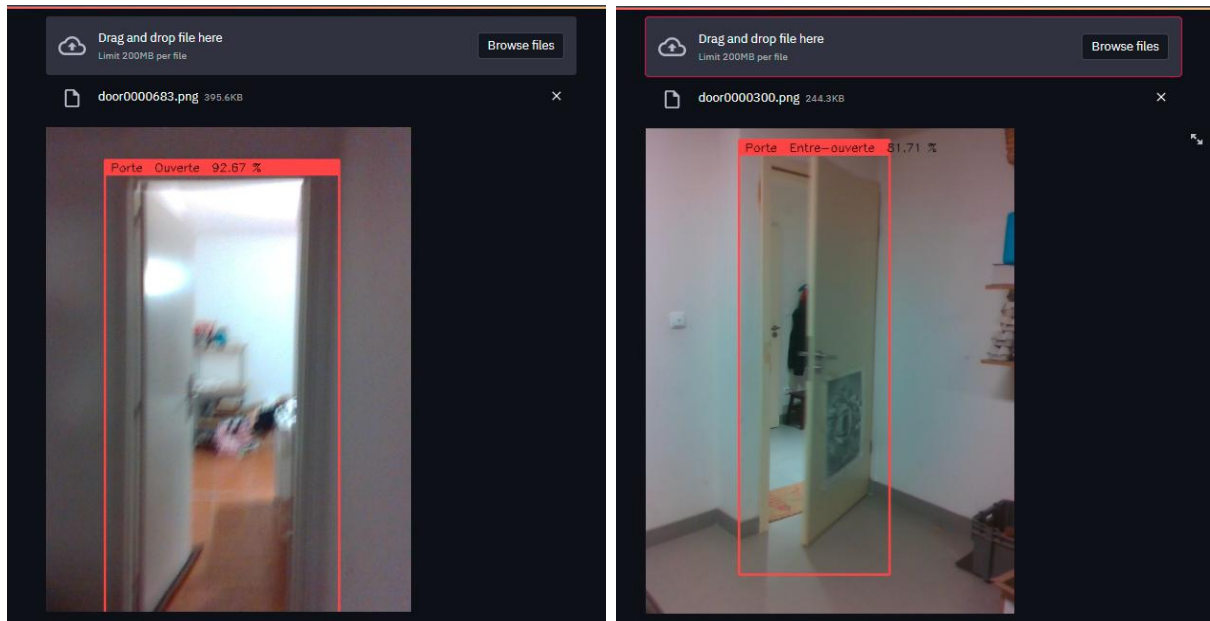 Drag and drop file here
Limit 200MB per file
Browse files
door0000683.png 395.6KB
Porte Ouverte 92.67 %
Drag and drop file here
Limit 200MB per file
Browse files
door0000300.png 244.3KB
Porte Entre-ouverte 81.71 %